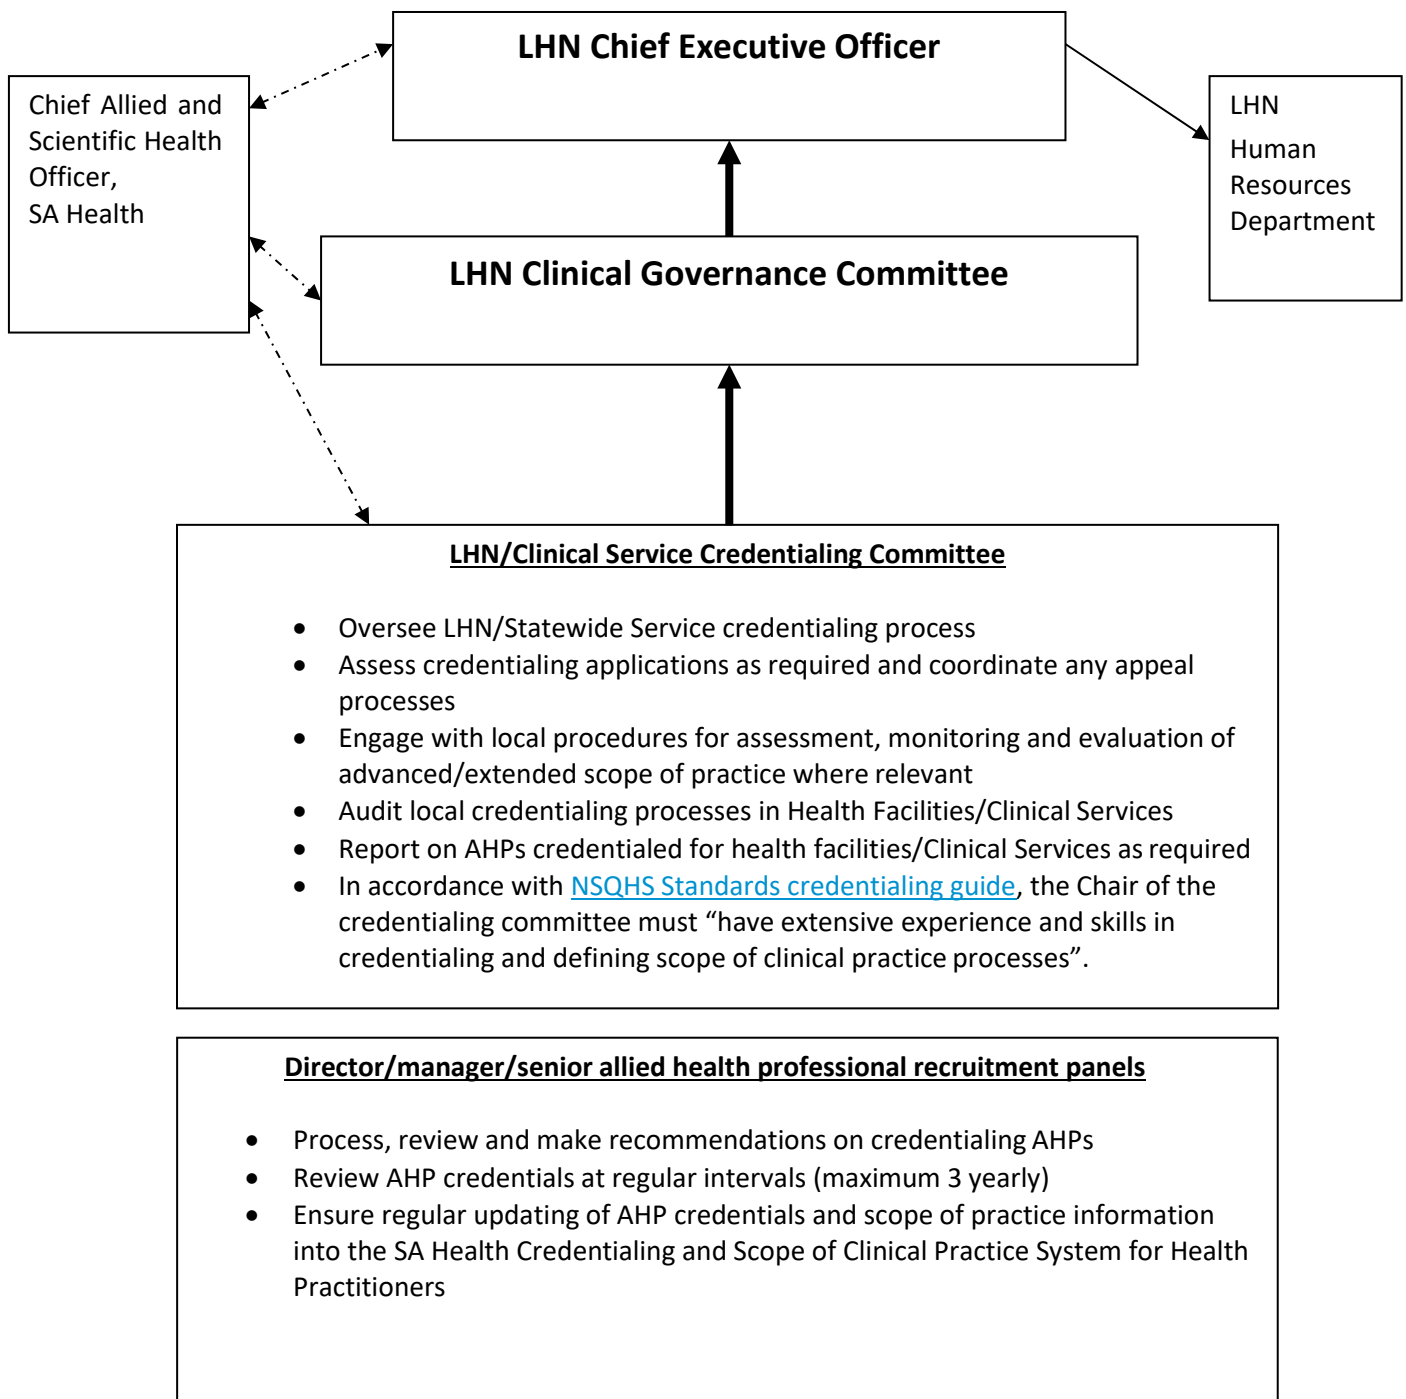 LHN Chief Executive Officer
Chief Allied and
Scientific Health
Officer,
SA Health
LHN
Human
Resources
Department
LHN Clinical Governance Committee
LHN/Clinical Service Credentialing Committee
• Oversee LHN/Statewide Service credentialing process
• Assess credentialing applications as required and coordinate any appeal
processes
• Engage with local procedures for assessment, monitoring and evaluation of
advanced/extended scope of practice where relevant
• Audit local credentialing processes in Health Facilities/Clinical Services
• Report on AHPs credentialed for health facilities/Clinical Services as required
• In accordance with NSQHS Standards credentialing guide, the Chair of the
credentialing committee must “have extensive experience and skills in
credentialing and defining scope of clinical practice processes”.
Director/manager/senior allied health professional recruitment panels
• Process, review and make recommendations on credentialing AHPs
• Review AHP credentials at regular intervals (maximum 3 yearly)
• Ensure regular updating of AHP credentials and scope of practice information
into the SA Health Credentialing and Scope of Clinical Practice System for Health
Practitioners